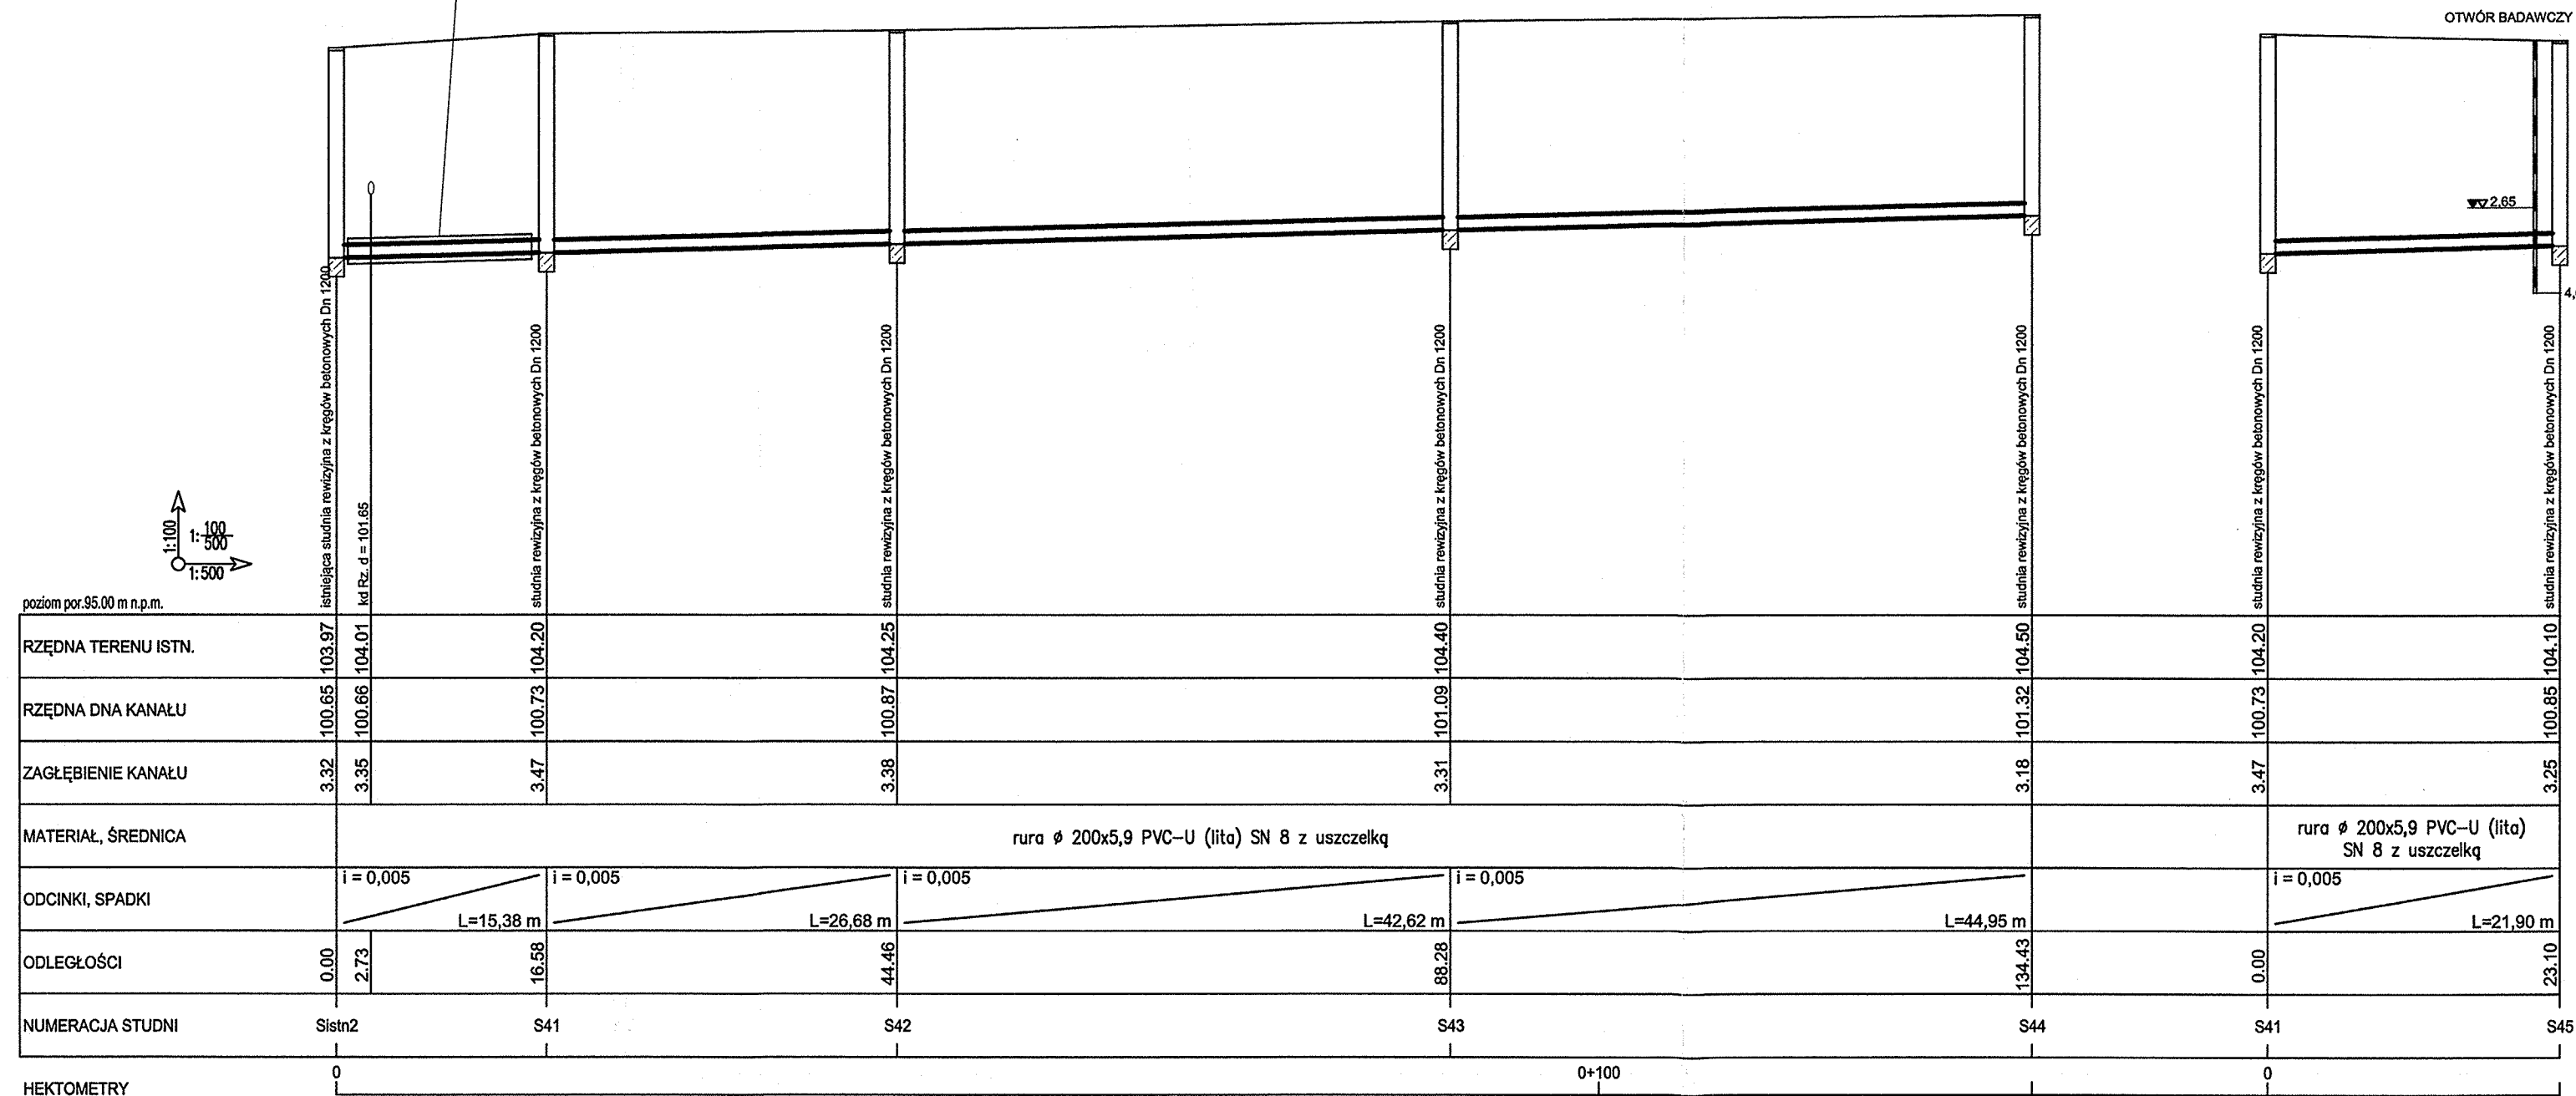 OTWÓR BADAWCZY
2,65
4,
istniejąca studnia rewizyjna z kręgów betonowych Dn 1200
kd Rz. d = 101.65
studnia rewizyjna z kręgów betonowych Dn 1200
studnia rewizyjna z kręgów betonowych Dn 1200
studnia rewizyjna z kręgów betonowych Dn 1200
studnia rewizyjna z kręgów betonowych Dn 1200
studnia rewizyjna z kręgów betonowych Dn 1200
studnia rewizyjna z kręgów betonowych Dn 1200
1:100
1:100/500
1:500
poziom por.95.00 m n.p.m.
RZĘDNA TERENU ISTN. 103.97 104.01 104.20 104.25 104.40 104.50 104.20 104.10
RZĘDNA DNA KANAŁU 100.65 100.66 100.73 100.87 101.09 101.32 100.73 100.85
ZAGŁĘBIENIE KANAŁU 3.32 3.35 3.47 3.38 3.31 3.18 3.47 3.25
MATERIAŁ, ŚREDNICA rura ϕ 200x5,9 PVC-U (lita) SN 8 z uszczelką
rura ϕ 200x5,9 PVC-U (lita)
SN 8 z uszczelką
ODCINKI, SPADKI
i = 0,005 i = 0,005 i = 0,005 i = 0,005 i = 0,005
L=15,38 m L=26,68 m L=42,62 m L=44,95 m L=21,90 m
ODLEGŁOŚCI 0.00 2.73 16.58 44.46 88.28 134.43 0.00 23.10
NUMERACJA STUDNI Sistn2 S41 S42 S43 S44 S41 S45
HEKTOMETRY 0 0+100 0